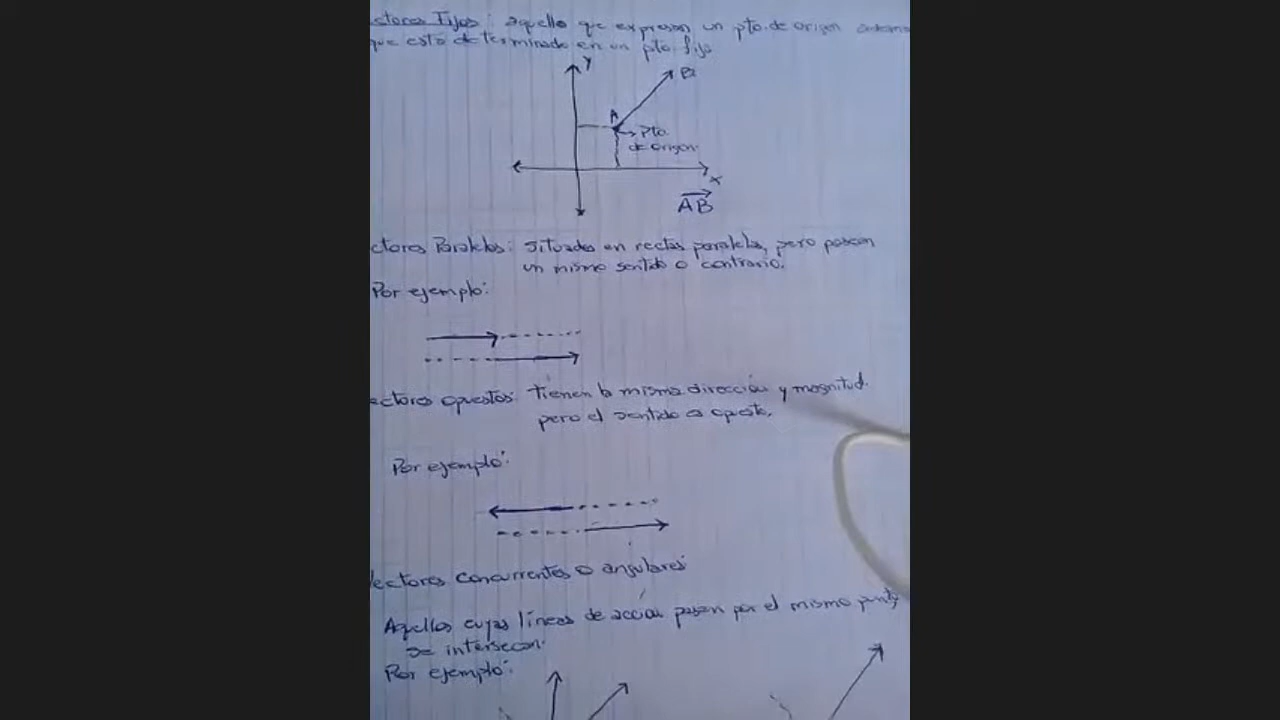 ectores Fijos: aquello que expresan un pto. de origen
que está determinado en un pto fijo
Y
B
A
Pto.
de origen.
X
AB
ctores Paralelos: Situados en rectas paralelas, pero poseen
un mismo sentido o contrario.
Por ejemplo:
ectores opuestos: Tienen la misma dirección y magnitud
pero el sentido es opuesto.
Por ejemplo:
Vectores concurrentes o angulares
Aquellos cuyas líneas de acción pasan por el mismo punto
se intersecan.
Por ejemplo: